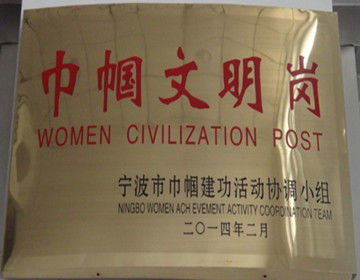 巾帼文明岗
WOMEN CIVILIZATION POST
宁波市巾帼建功活动协调小组
NINGBO WOMEN ACH EVEMENT ACTIVITY COORDINATION TEAM
二〇一四年二月